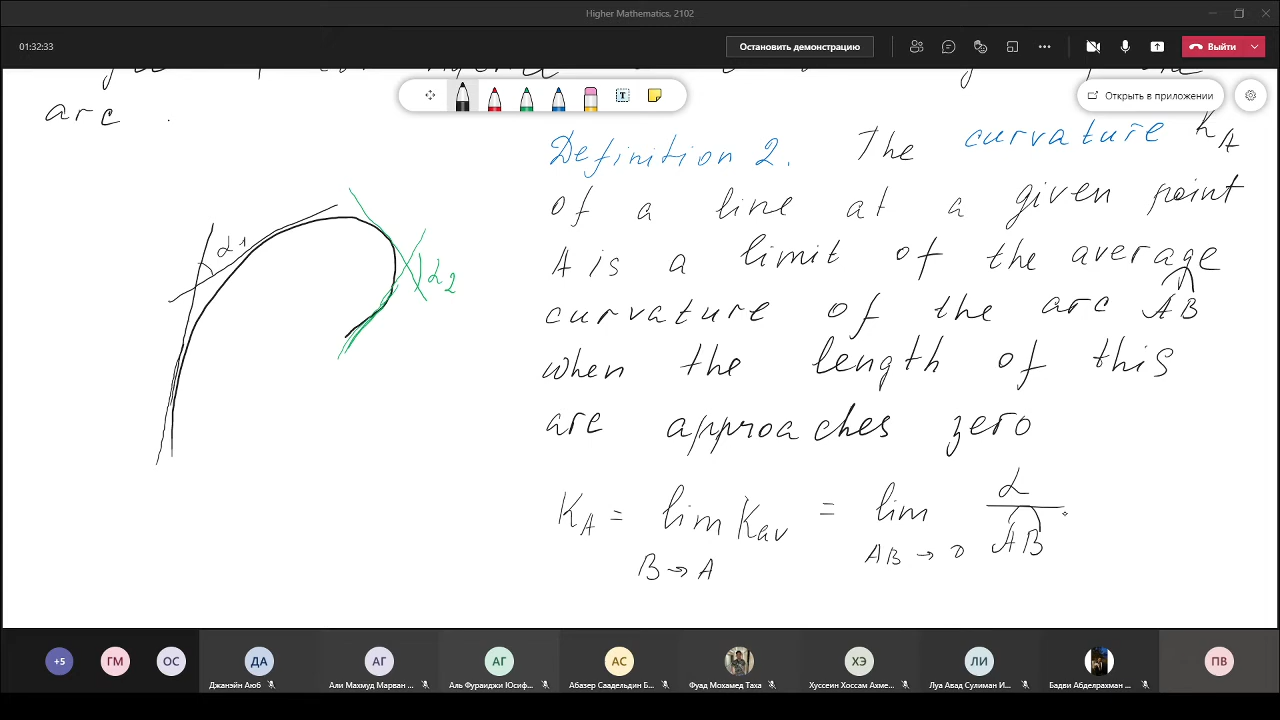 Higher Mathematics, 2102
01:32:33
Остановить демонстрацию
Выйти
Открыть в приложении
arc .
Definition 2. The curvature K_A
of a line at a given point
A is a limit of the average
curvature of the arc AB
when the length of this
arc approaches zero
K_A = lim K_av = lim α / AB
B → A
AB → 0
α1
α2
+5
ГМ
ОС
ДА
АГ
АГ
АС
ХЭ
ЛИ
ПВ
Джанэйн Аюб
Али Махмуд Марван ...
Аль Фураиджи Юсиф...
Абазер Сааделдин Б...
Фуад Мохамед Таха
Хуссеин Хоссам Ахме...
Луа Авад Сулиман И...
Бадви Абделрахман ...